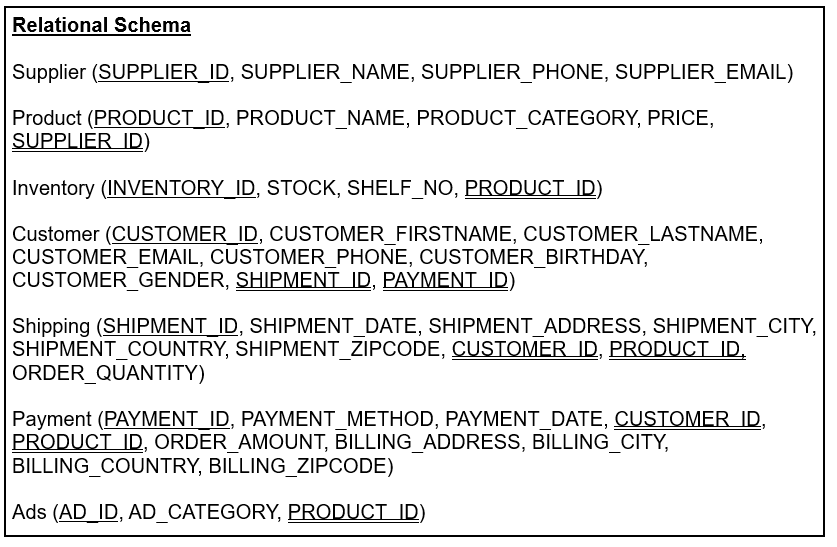 Relational Schema
Supplier (SUPPLIER_ID, SUPPLIER_NAME, SUPPLIER_PHONE, SUPPLIER_EMAIL)
Product (PRODUCT_ID, PRODUCT_NAME, PRODUCT_CATEGORY, PRICE,
SUPPLIER_ID)
Inventory (INVENTORY_ID, STOCK, SHELF_NO, PRODUCT_ID)
Customer (CUSTOMER_ID, CUSTOMER_FIRSTNAME, CUSTOMER_LASTNAME,
CUSTOMER_EMAIL, CUSTOMER_PHONE, CUSTOMER_BIRTHDAY,
CUSTOMER_GENDER, SHIPMENT_ID, PAYMENT_ID)
Shipping (SHIPMENT_ID, SHIPMENT_DATE, SHIPMENT_ADDRESS, SHIPMENT_CITY,
SHIPMENT_COUNTRY, SHIPMENT_ZIPCODE, CUSTOMER_ID, PRODUCT_ID,
ORDER_QUANTITY)
Payment (PAYMENT_ID, PAYMENT_METHOD, PAYMENT_DATE, CUSTOMER_ID,
PRODUCT_ID, ORDER_AMOUNT, BILLING_ADDRESS, BILLING_CITY,
BILLING_COUNTRY, BILLING_ZIPCODE)
Ads (AD_ID, AD_CATEGORY, PRODUCT_ID)